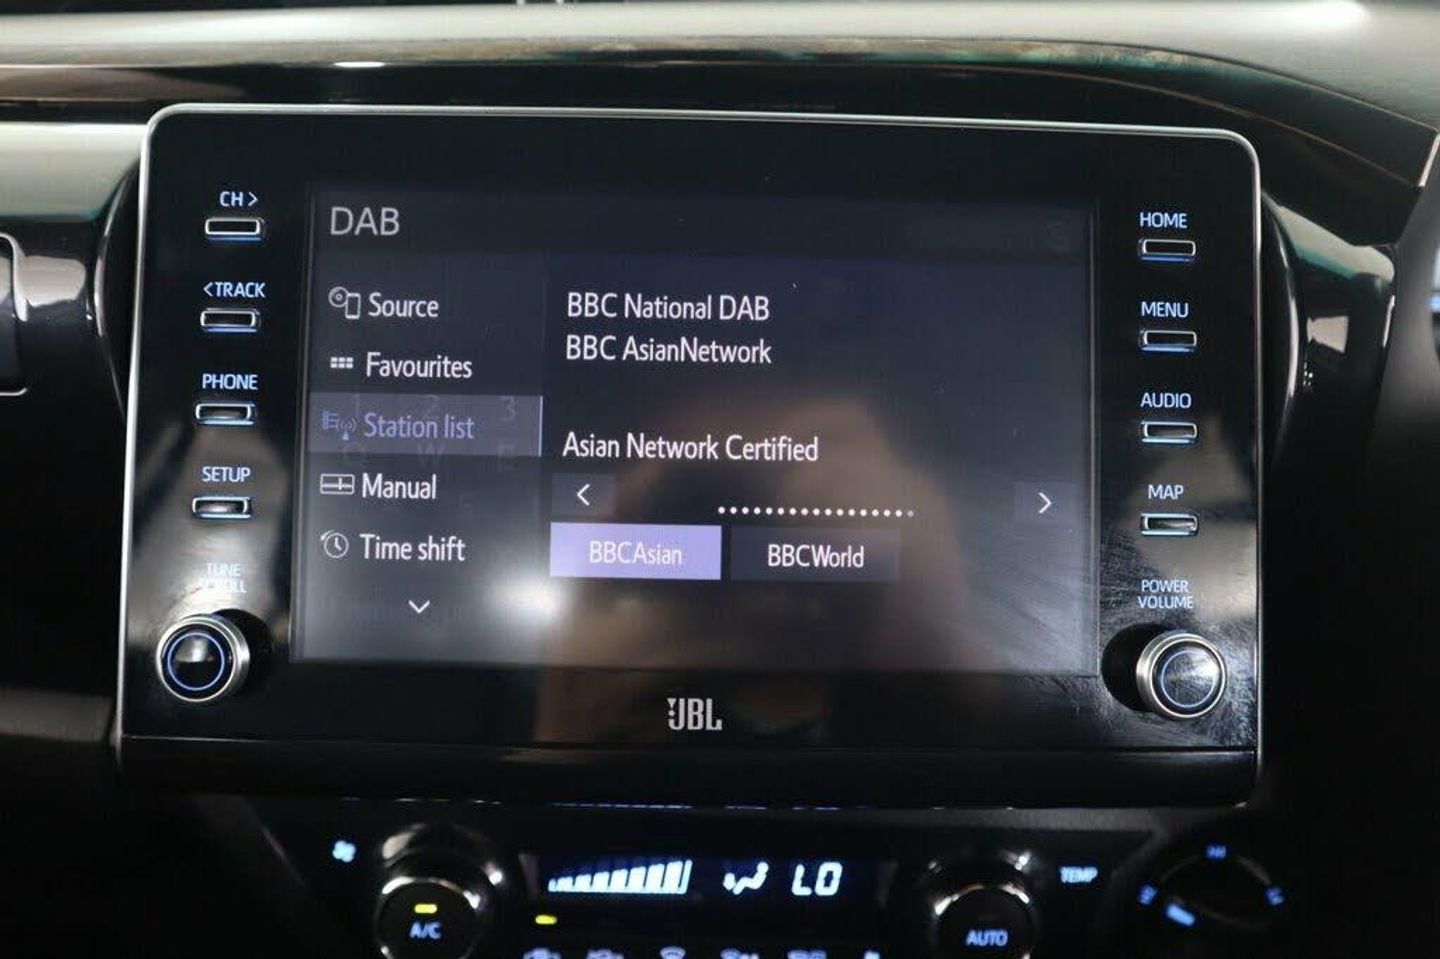 CH >
< TRACK
PHONE
SETUP
TUNE
SCROLL
DAB
Source
Favourites
Station list
Manual
Time shift
BBC National DAB
BBC AsianNetwork
Asian Network Certified
<
>
BBCAsian
BBCWorld
HOME
MENU
AUDIO
MAP
POWER
VOLUME
JBL
LO
TEMP
A/C
AUTO